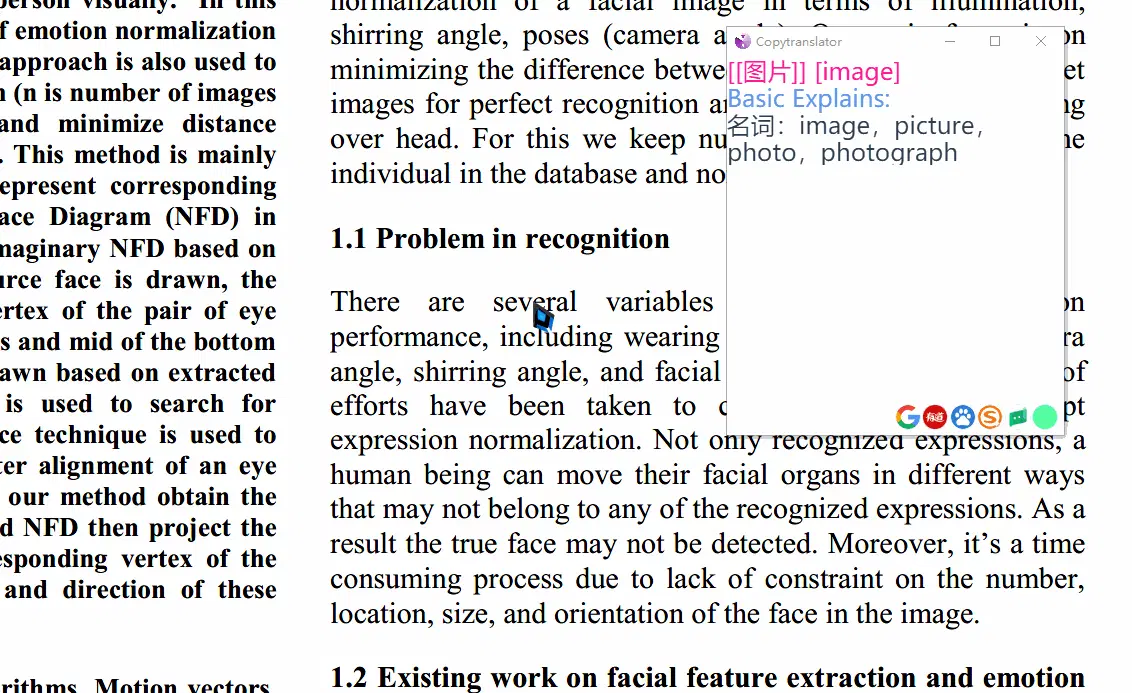 person visually. In this
f emotion normalization
approach is also used to
n (n is number of images
and minimize distance
. This method is mainly
epresent corresponding
ace Diagram (NFD) in
maginary NFD based on
urce face is drawn, the
ertex of the pair of eye
s and mid of the bottom
awn based on extracted
is used to search for
ce technique is used to
ter alignment of an eye
our method obtain the
d NFD then project the
esponding vertex of the
and direction of these
rithms, Motion vectors,
normalization of a facial image in terms of illumination,
shirring angle, poses (camera a
on
minimizing the difference betwe
et
images for perfect recognition a
ng
over head. For this we keep nu
he
individual in the database and no
1.1 Problem in recognition
There are several variables
on
performance, including wearing
ra
angle, shirring angle, and facial
of
efforts have been taken to c
pt
expression normalization. Not only recognized expressions, a
human being can move their facial organs in different ways
that may not belong to any of the recognized expressions. As a
result the true face may not be detected. Moreover, it's a time
consuming process due to lack of constraint on the number,
location, size, and orientation of the face in the image.
1.2 Existing work on facial feature extraction and emotion
Copytranslator
[[图片]] [image]
Basic Explains:
名词：image，picture，
photo，photograph
有道